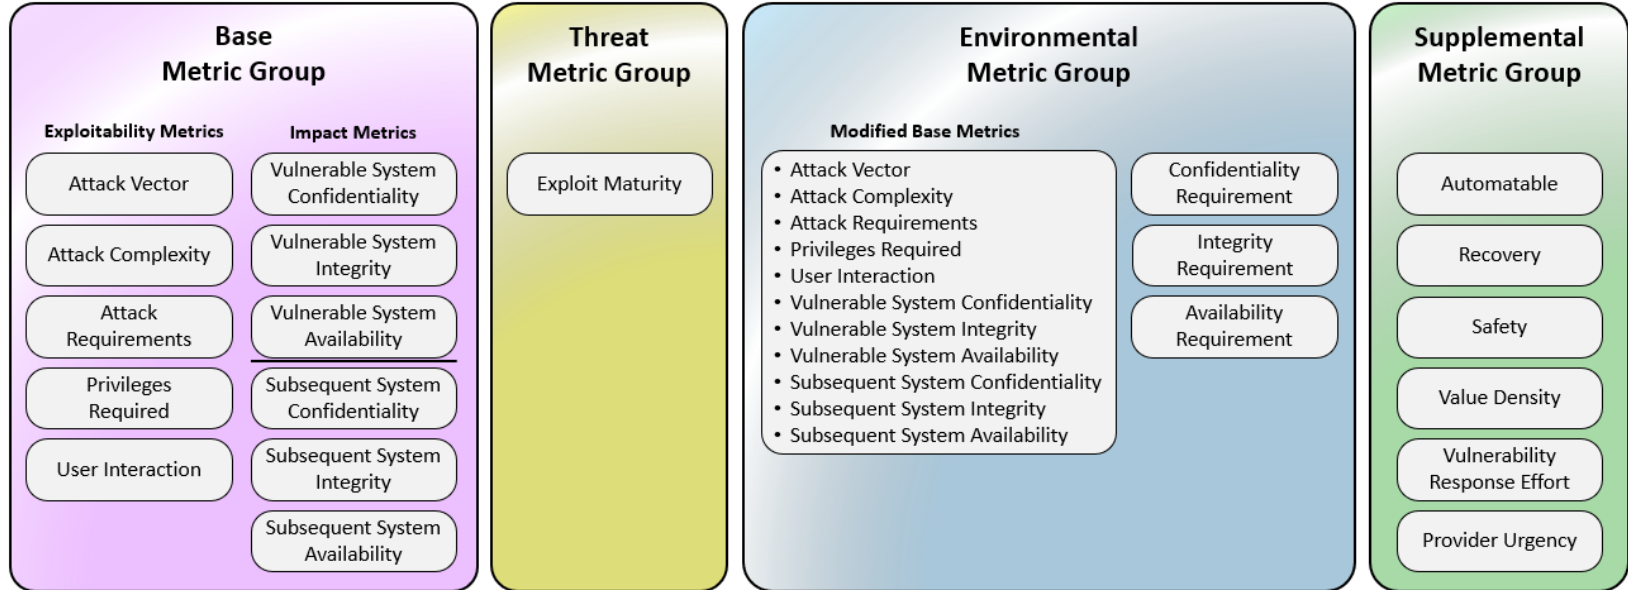 Base
Metric Group
Exploitability Metrics
Attack Vector
Attack Complexity
Attack
Requirements
Privileges
Required
User Interaction
Impact Metrics
Vulnerable System
Confidentiality
Vulnerable System
Integrity
Vulnerable System
Availability
Subsequent System
Confidentiality
Subsequent System
Integrity
Subsequent System
Availability
Threat
Metric Group
Exploit Maturity
Environmental
Metric Group
Modified Base Metrics
• Attack Vector
• Attack Complexity
• Attack Requirements
• Privileges Required
• User Interaction
• Vulnerable System Confidentiality
• Vulnerable System Integrity
• Vulnerable System Availability
• Subsequent System Confidentiality
• Subsequent System Integrity
• Subsequent System Availability
Confidentiality
Requirement
Integrity
Requirement
Availability
Requirement
Supplemental
Metric Group
Automatable
Recovery
Safety
Value Density
Vulnerability
Response Effort
Provider Urgency